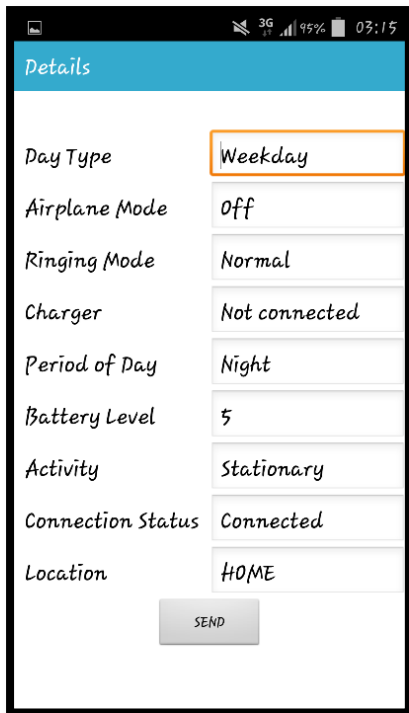 3G 95% 03:15
Details
Day Type Weekday
Airplane Mode Off
Ringing Mode Normal
Charger Not connected
Period of Day Night
Battery Level 5
Activity Stationary
Connection Status Connected
Location HOME
SEND